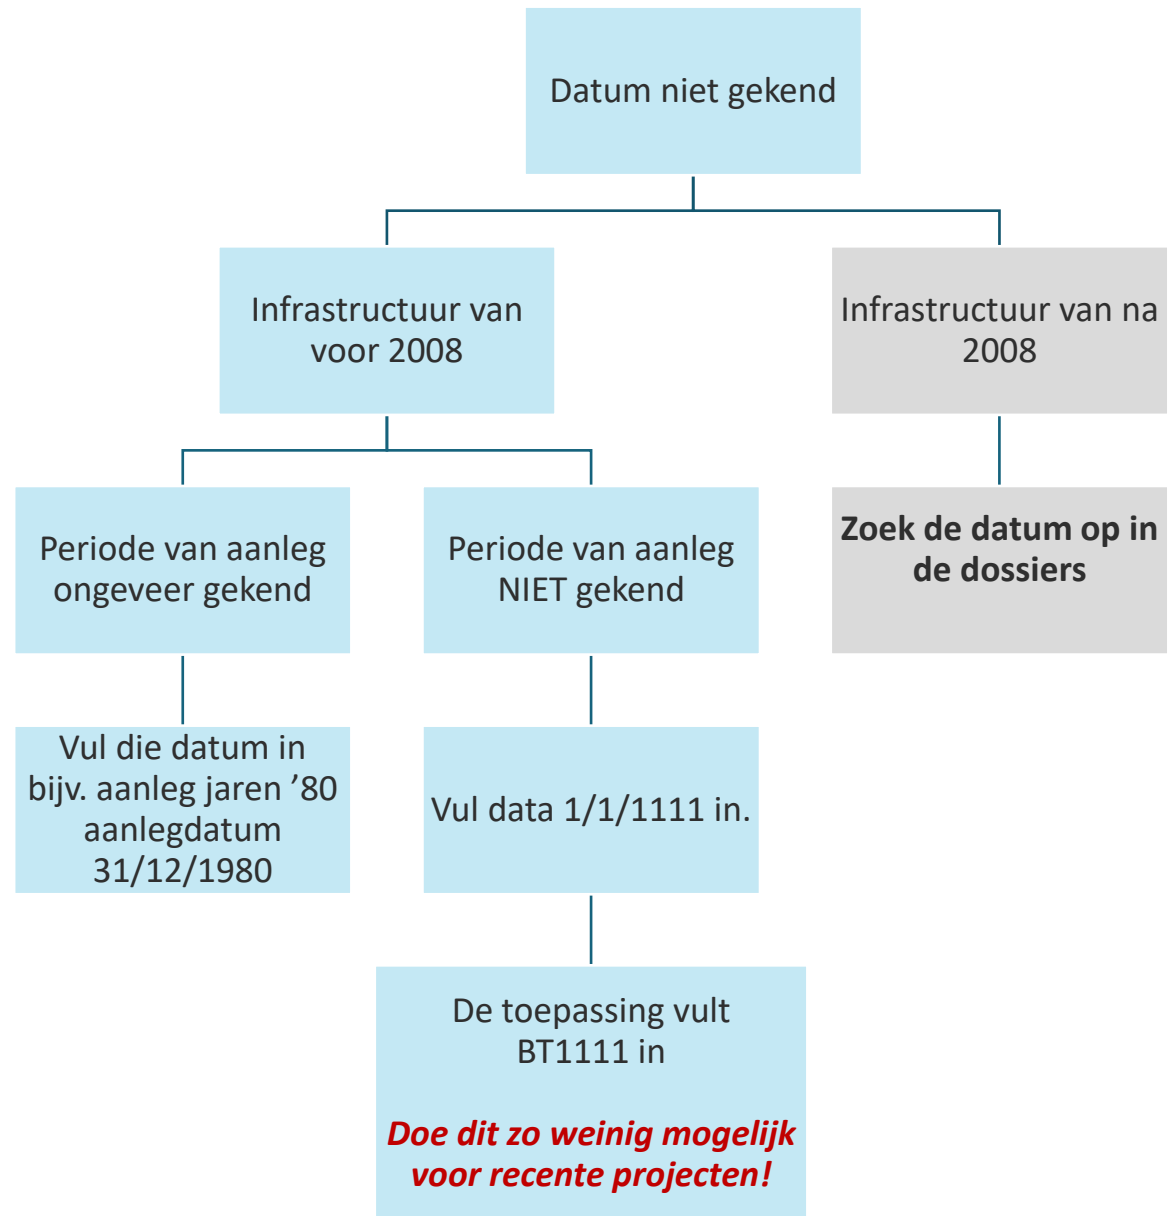 Datum niet gekend
Infrastructuur van
voor 2008
Infrastructuur van na
2008
Periode van aanleg
ongeveer gekend
Periode van aanleg
NIET gekend
Zoek de datum op in
de dossiers
Vul die datum in
bijv. aanleg jaren ’80
aanlegdatum
31/12/1980
Vul data 1/1/1111 in.
De toepassing vult
BT1111 in
Doe dit zo weinig mogelijk
voor recente projecten!